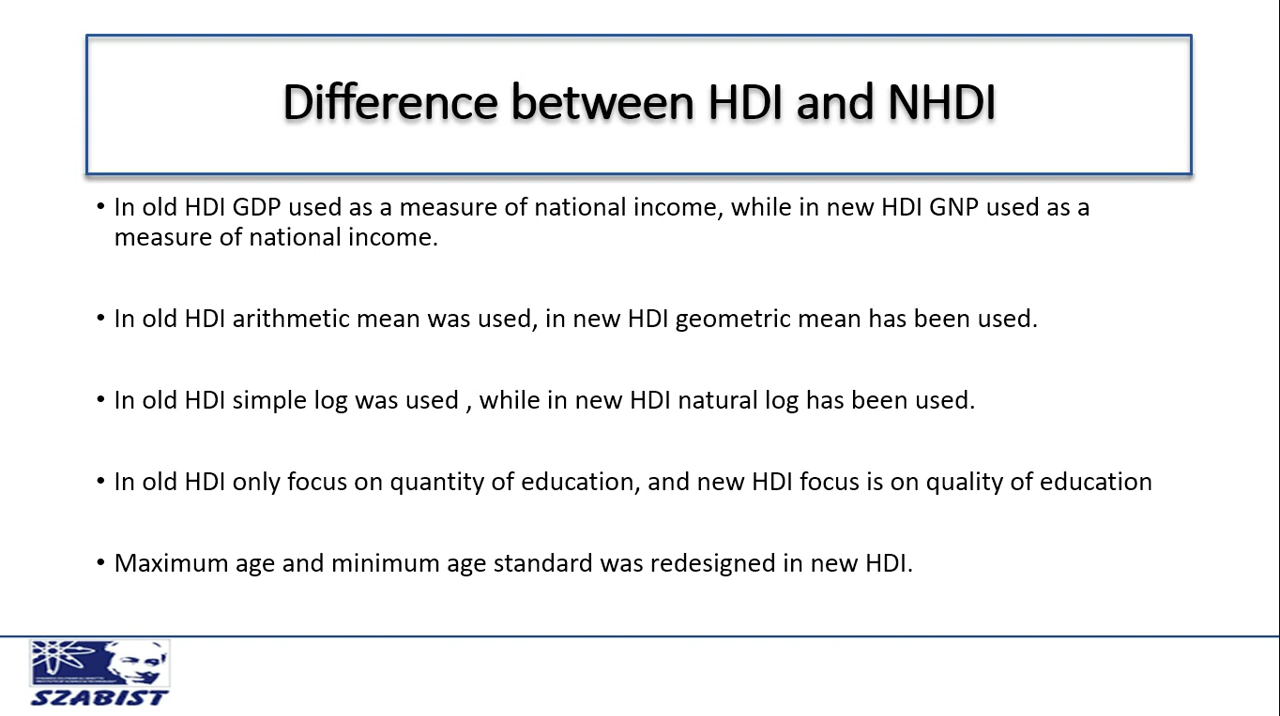 Difference between HDI and NHDI
• In old HDI GDP used as a measure of national income, while in new HDI GNP used as a
measure of national income.
• In old HDI arithmetic mean was used, in new HDI geometric mean has been used.
• In old HDI simple log was used , while in new HDI natural log has been used.
• In old HDI only focus on quantity of education, and new HDI focus is on quality of education
• Maximum age and minimum age standard was redesigned in new HDI.
SZABIST